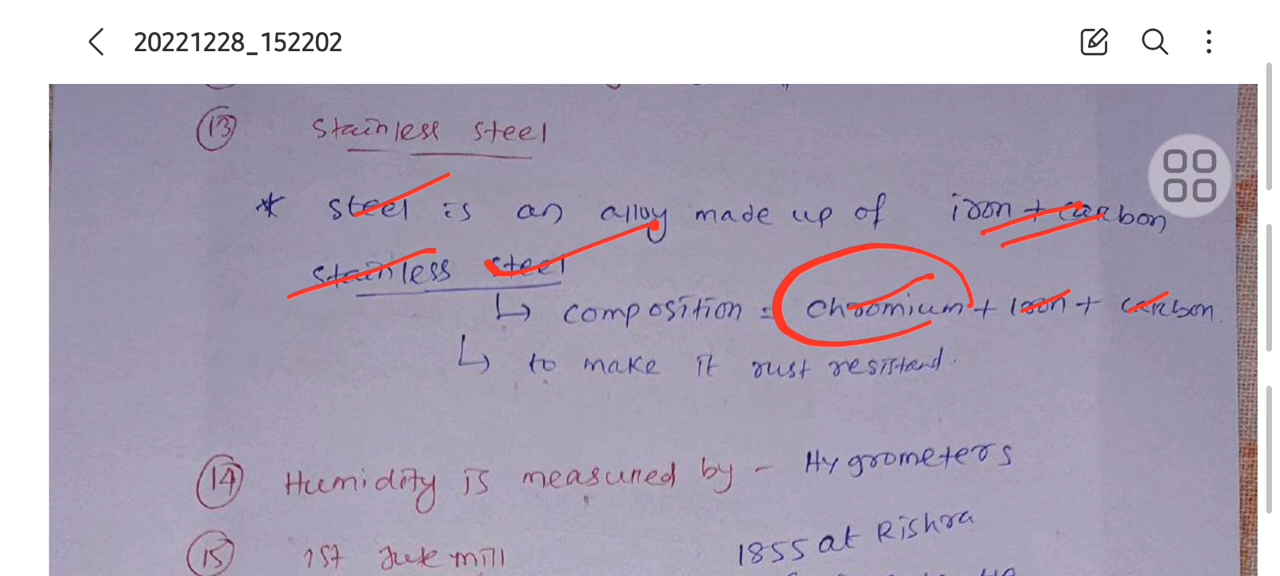 20221228_152202
(13) Stainless steel
* Steel is an alloy made up of iron + carbon
Stainless steel
↳ composition = Chromium + Iron + carbon.
↳ to make it rust resistand.
(14) Humidity is measured by - Hygrometers
(15) 1st Jute mill 1855 at Rishra